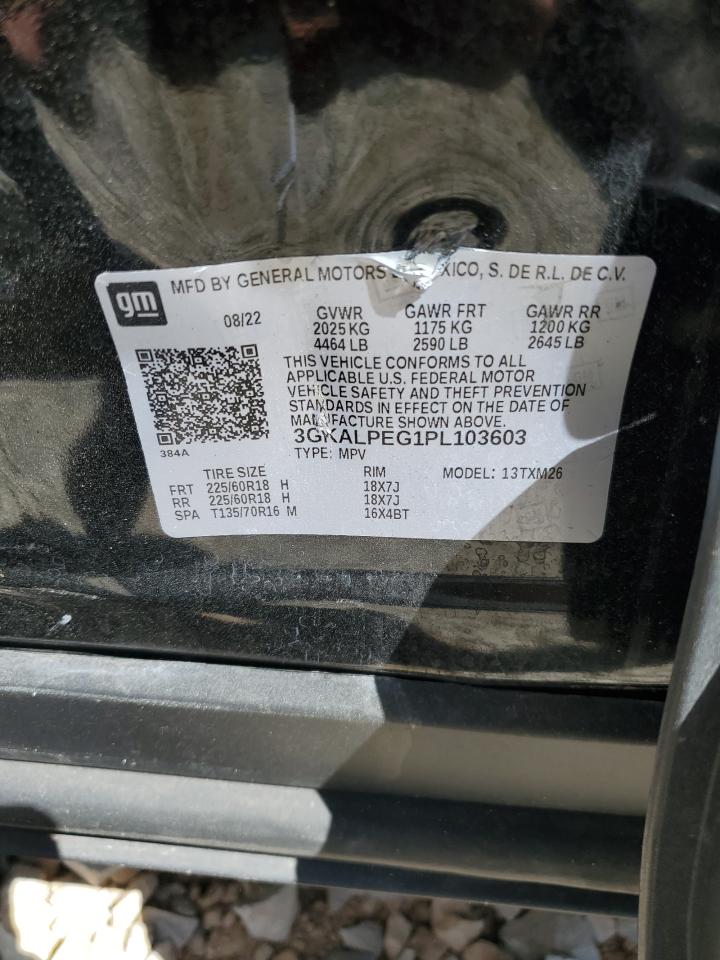 gm
MFD BY GENERAL MOTORS S. DE R.L. DE C.V.
08/22
GVWR GAWR FRT GAWR RR
2025 KG 1175 KG 1200 KG
4464 LB 2590 LB 2645 LB
THIS VEHICLE CONFORMS TO ALL
APPLICABLE U.S. FEDERAL MOTOR
VEHICLE SAFETY AND THEFT PREVENTION
STANDARDS IN EFFECT ON THE DATE OF
MANUFACTURE SHOWN ABOVE.
3GKALPEG1PL103603
384A
TYPE: MPV
TIRE SIZE RIM MODEL: 13TXM26
FRT 225/60R18 H 18X7J
RR 225/60R18 H 18X7J
SPA T135/70R16 M 16X4BT